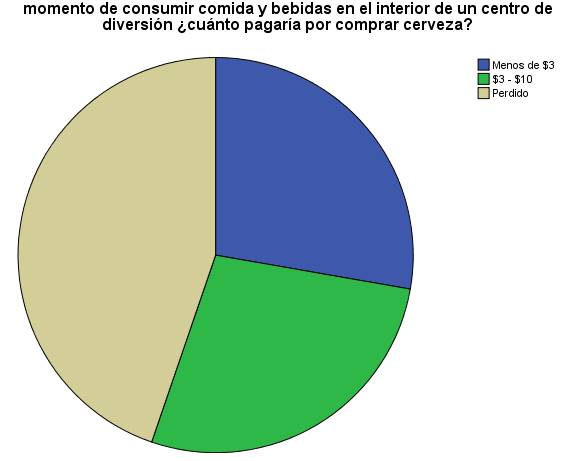 momento de consumir comida y bebidas en el interior de un centro de
diversión ¿cuánto pagaría por comprar cerveza?
Menos de $3
$3 - $10
Perdido